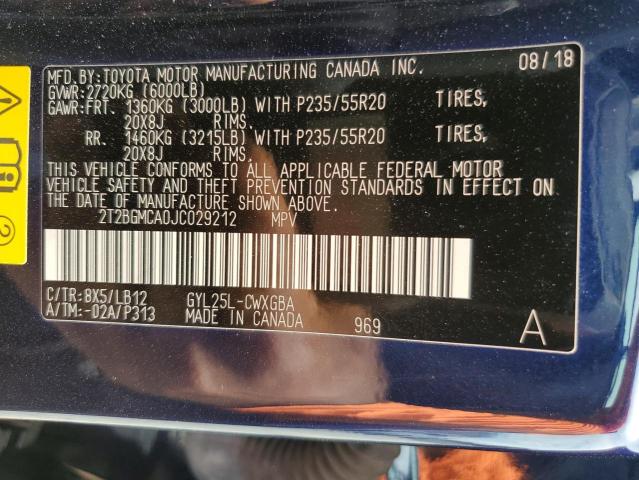 MFD.BY:TOYOTA MOTOR MANUFACTURING CANADA INC. 08/18
GVWR:2720KG (6000LB)
GAWR:FRT. 1360KG (3000LB) WITH P235/55R20 TIRES,
20X8J RIMS,
RR. 1460KG (3215LB) WITH P235/55R20 TIRES,
20X8J RIMS.
THIS VEHICLE CONFORMS TO ALL APPLICABLE FEDERAL MOTOR
VEHICLE SAFETY AND THEFT PREVENTION STANDARDS IN EFFECT ON
THE DATE OF MANUFACTURE SHOWN ABOVE.
2T2BGMCA0JC029212 MPV
C/TR:8X5/LB12 GYL25L-CWXGBA
A/TM:-02A/P313 MADE IN CANADA 969 A
2